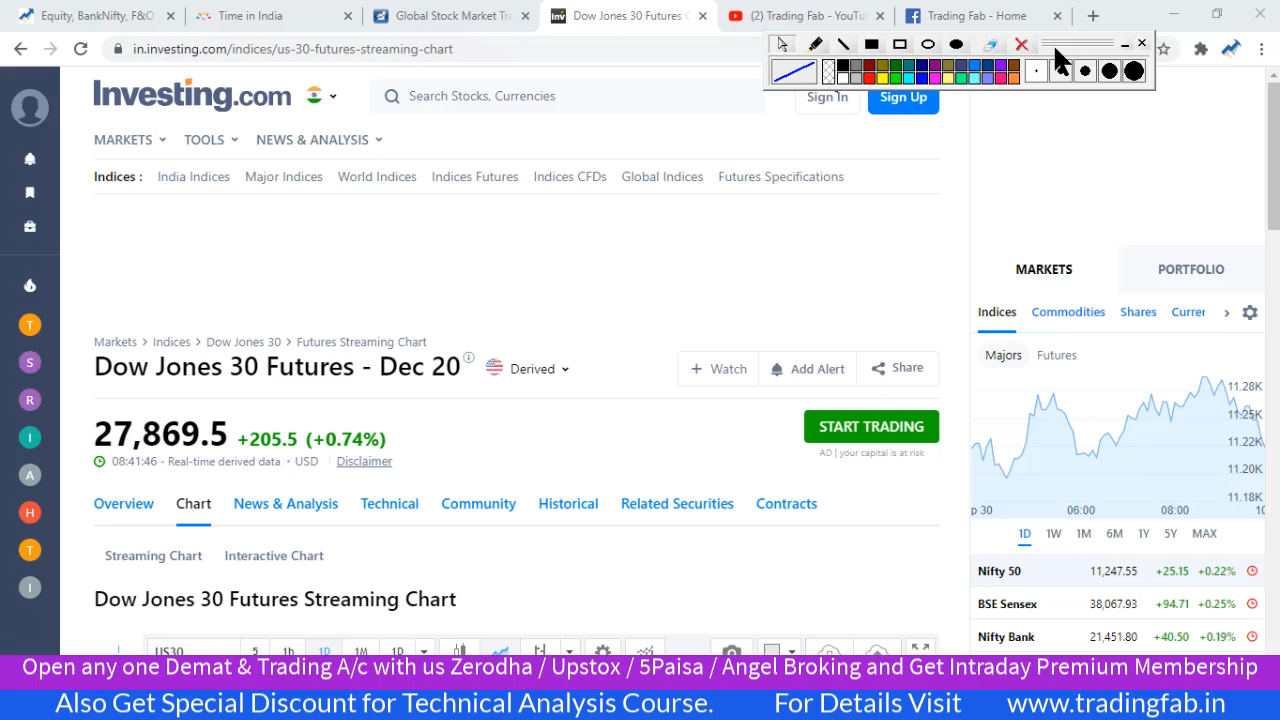 Equity, BankNifty, F&O
Time in India
Global Stock Market Tra
Dow Jones 30 Futures C
(2) Trading Fab - YouTu
Trading Fab - Home
in.investing.com/indices/us-30-futures-streaming-chart
Investing.com
Search Stocks, Currencies
Sign In
Sign Up
MARKETS
TOOLS
NEWS & ANALYSIS
Indices :
India Indices
Major Indices
World Indices
Indices Futures
Indices CFDs
Global Indices
Futures Specifications
MARKETS
PORTFOLIO
Indices
Commodities
Shares
Currer
Majors
Futures
Markets > Indices > Dow Jones 30 > Futures Streaming Chart
Dow Jones 30 Futures - Dec 20
Derived
+ Watch
Add Alert
Share
27,869.5 +205.5 (+0.74%)
START TRADING
08:41:46 - Real-time derived data • USD
Disclaimer
AD | your capital is at risk
Overview
Chart
News & Analysis
Technical
Community
Historical
Related Securities
Contracts
Streaming Chart
Interactive Chart
Dow Jones 30 Futures Streaming Chart
US30
5
1h
1D
1M
1D
11.28K
11.25K
11.22K
11.20K
11.18K
p 30
06:00
08:00
10
1D
1W
1M
6M
1Y
5Y
MAX
Nifty 50 11,247.55 +25.15 +0.22%
BSE Sensex 38,067.93 +94.71 +0.25%
Nifty Bank 21,451.80 +40.50 +0.19%
T
S
R
I
A
H
T
I
Open any one Demat & Trading A/c with us Zerodha / Upstox / 5Paisa / Angel Broking and Get Intraday Premium Membership
Also Get Special Discount for Technical Analysis Course. For Details Visit www.tradingfab.in